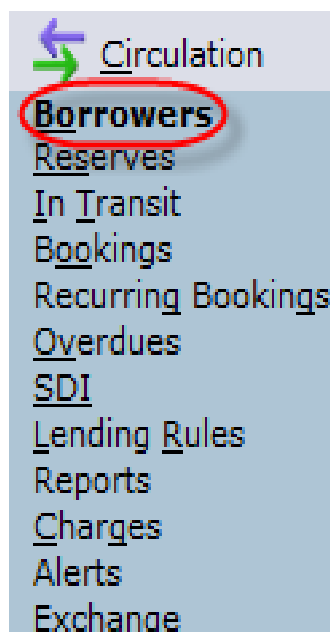 Circulation
Borrowers
Reserves
In Transit
Bookings
Recurring Bookings
Overdues
SDI
Lending Rules
Reports
Charges
Alerts
Exchange